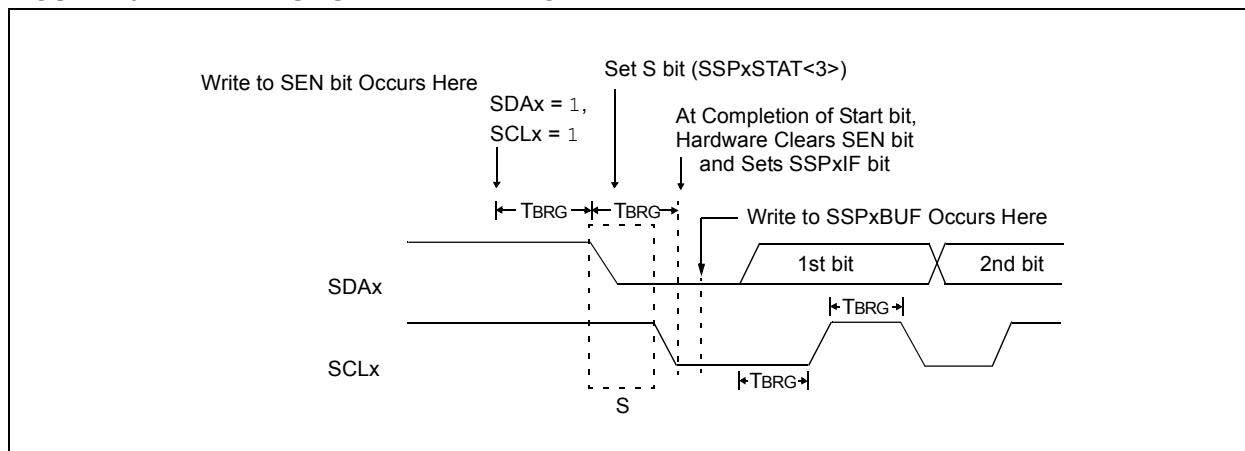 Set S bit (SSPxSTAT<3>)
Write to SEN bit Occurs Here
SDAx = 1,
SCLx = 1
At Completion of Start bit,
Hardware Clears SEN bit
and Sets SSPxIF bit
TBRG
TBRG
Write to SSPxBUF Occurs Here
1st bit
2nd bit
SDAx
TBRG
SCLx
TBRG
S